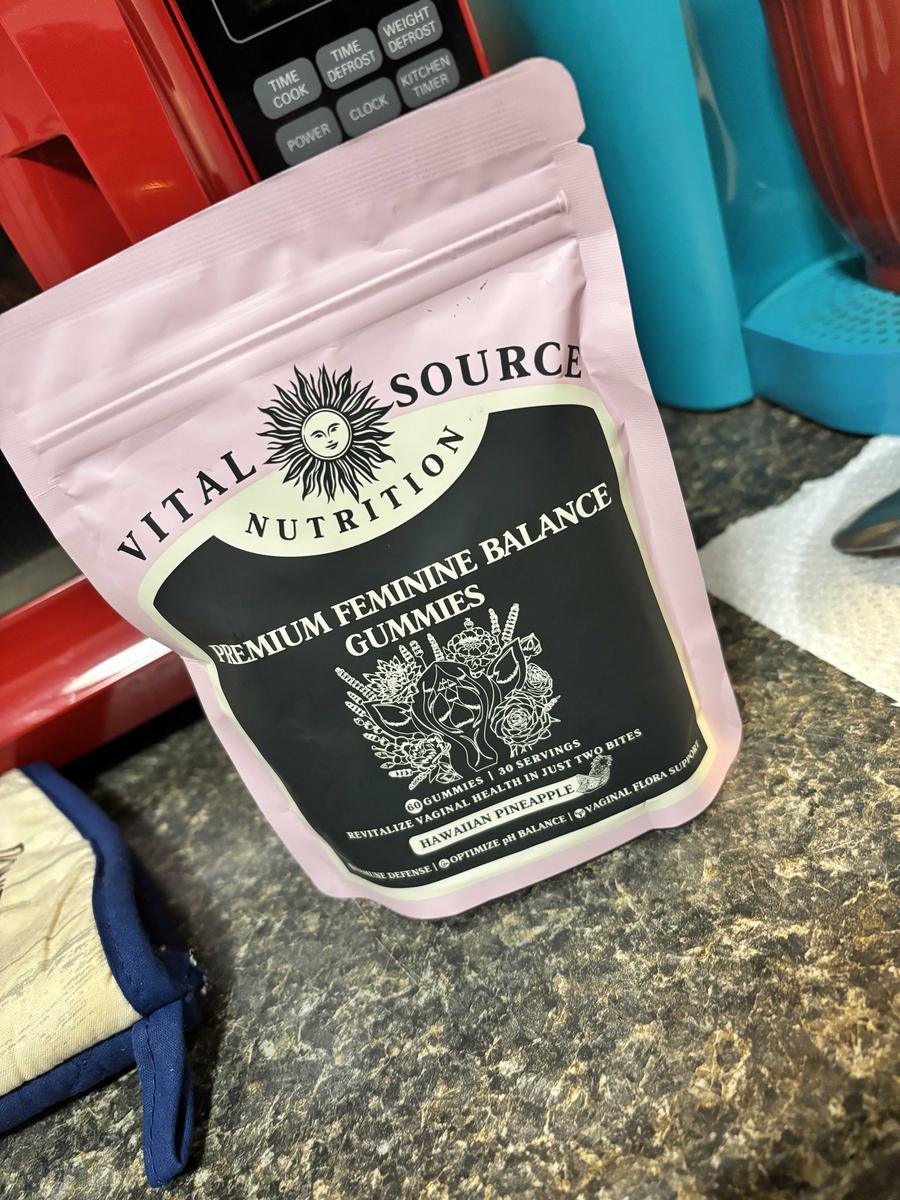 TIME COOK
TIME DEFROST
WEIGHT DEFROST
POWER
CLOCK
KITCHEN TIMER
VITAL SOURCE
NUTRITION
PREMIUM FEMININE BALANCE
GUMMIES
60 GUMMIES | 30 SERVINGS
REVITALIZE VAGINAL HEALTH IN JUST TWO BITES
HAWAIIAN PINEAPPLE
DEFENSE | OPTIMIZE pH BALANCE | VAGINAL FLORA SUPPORT